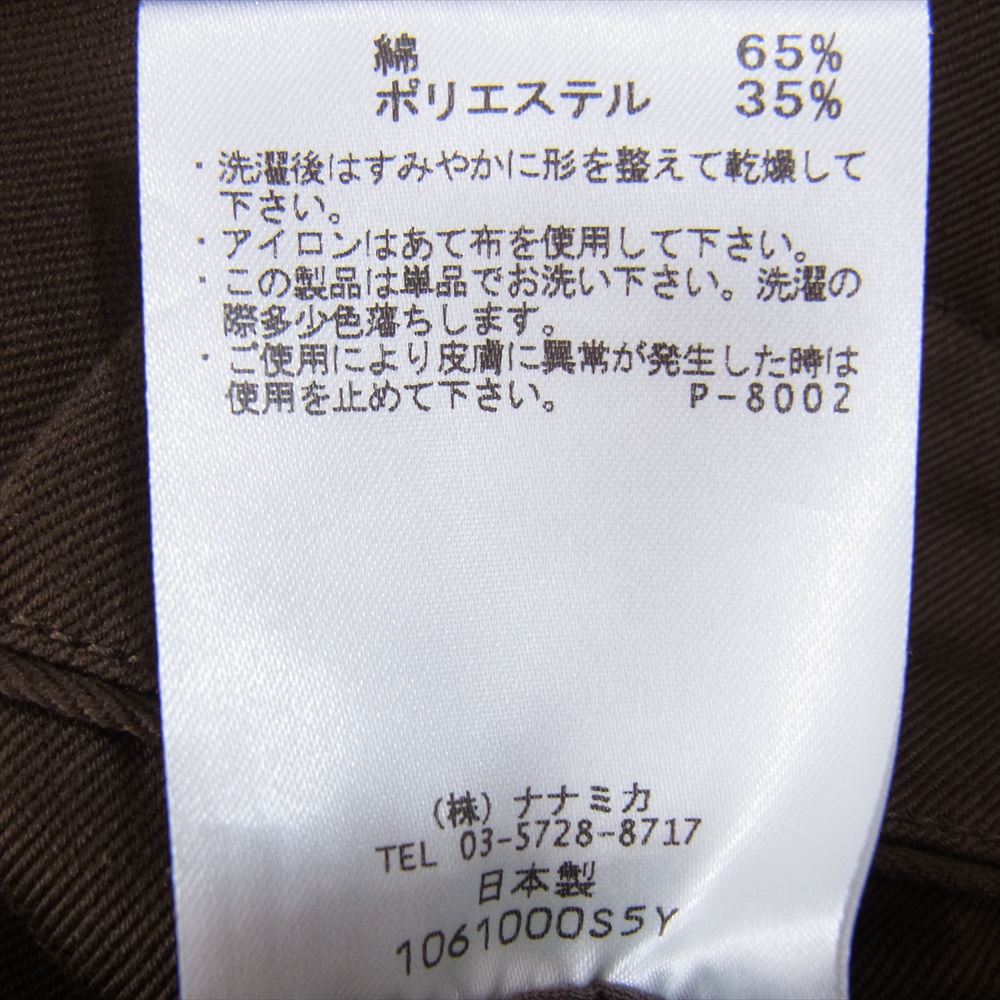 綿 65%
ポリエステル 35%
・洗濯後はすみやかに形を整えて乾燥して
下さい。
・アイロンはあて布を使用して下さい。
・この製品は単品でお洗い下さい。洗濯の
際多少色落ちします。
・ご使用により皮膚に異常が発生した時は
使用を止めて下さい。 P-8002
(株) ナナミカ
TEL 03-5728-8717
日本製
1061000S5Y